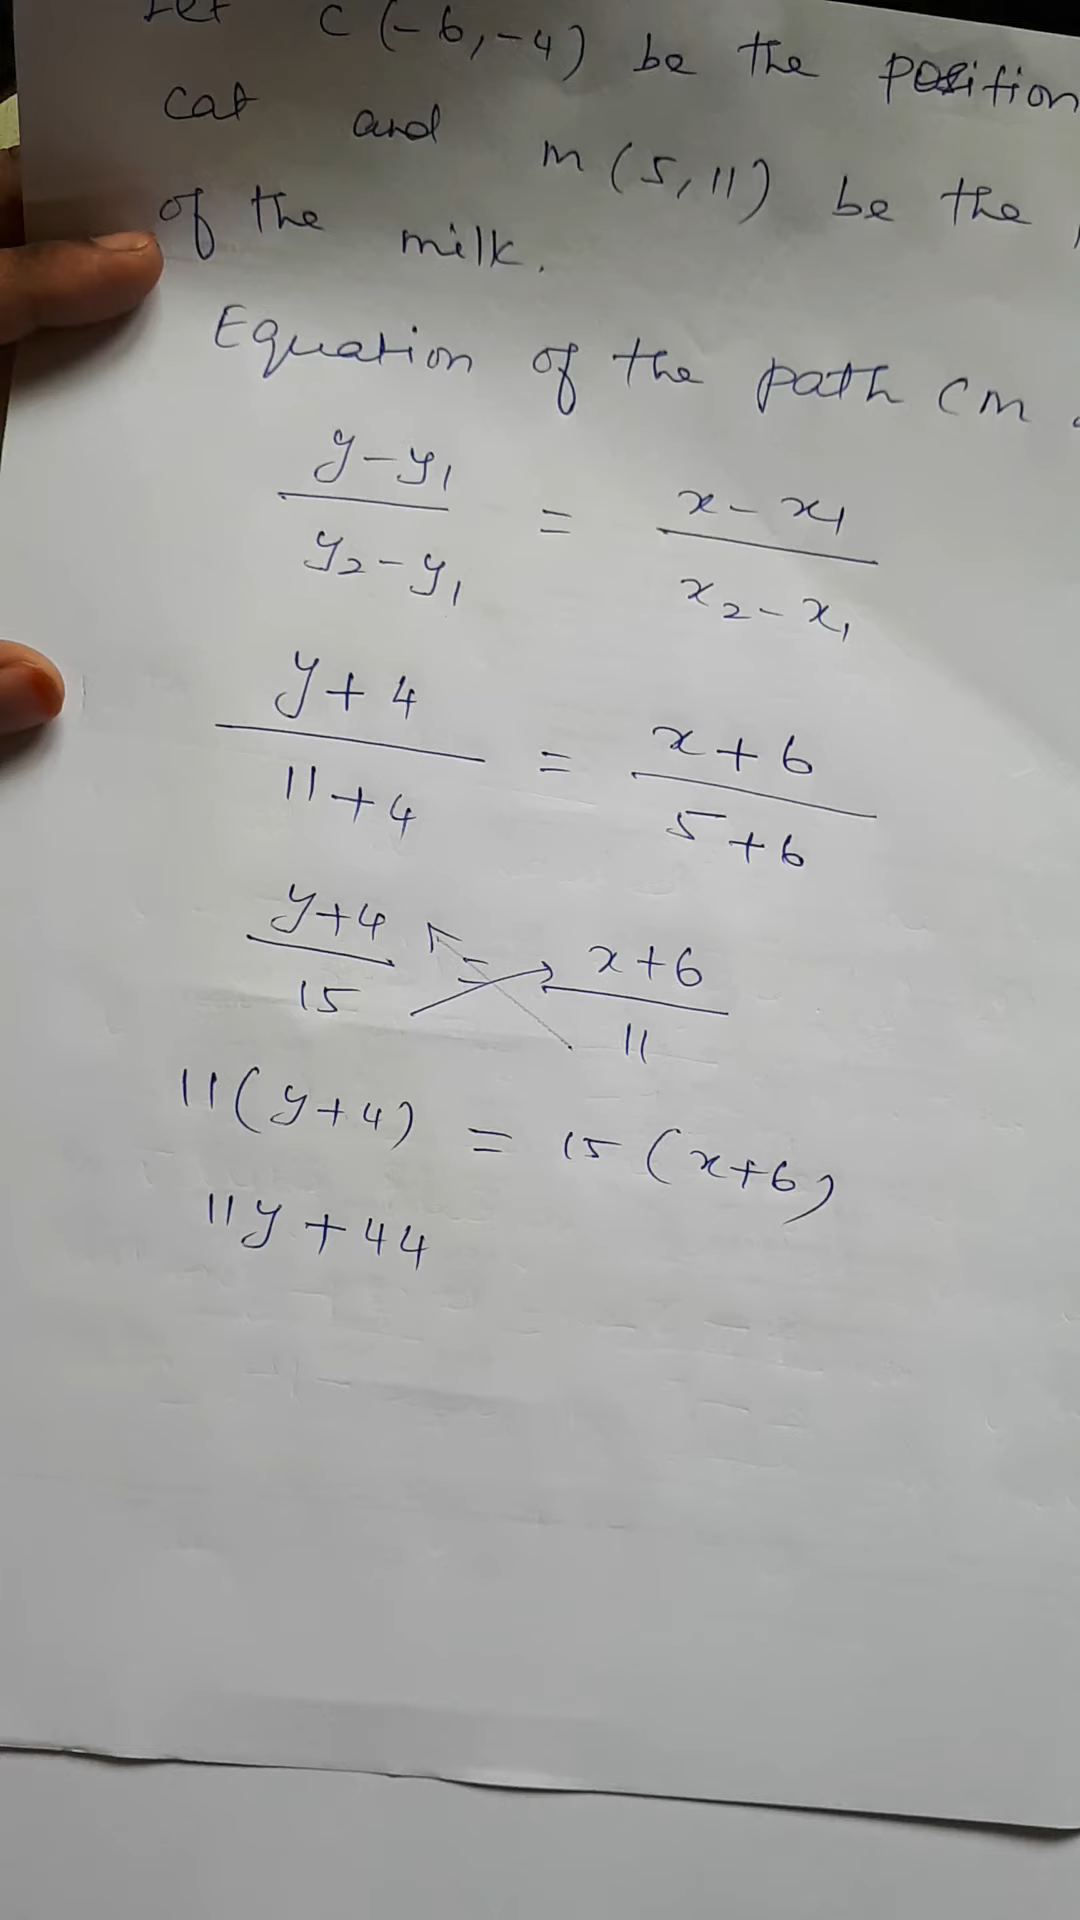 Let C(-6,-4) be the position
cat and m(5,11) be the
of the milk.
Equation of the path CM
y-y₁/y₂-y₁ = x-x₁/x₂-x₁
y+4/11+4 = x+6/5+6
y+4/15 = x+6/11
11(y+4) = 15(x+6)
11y+44